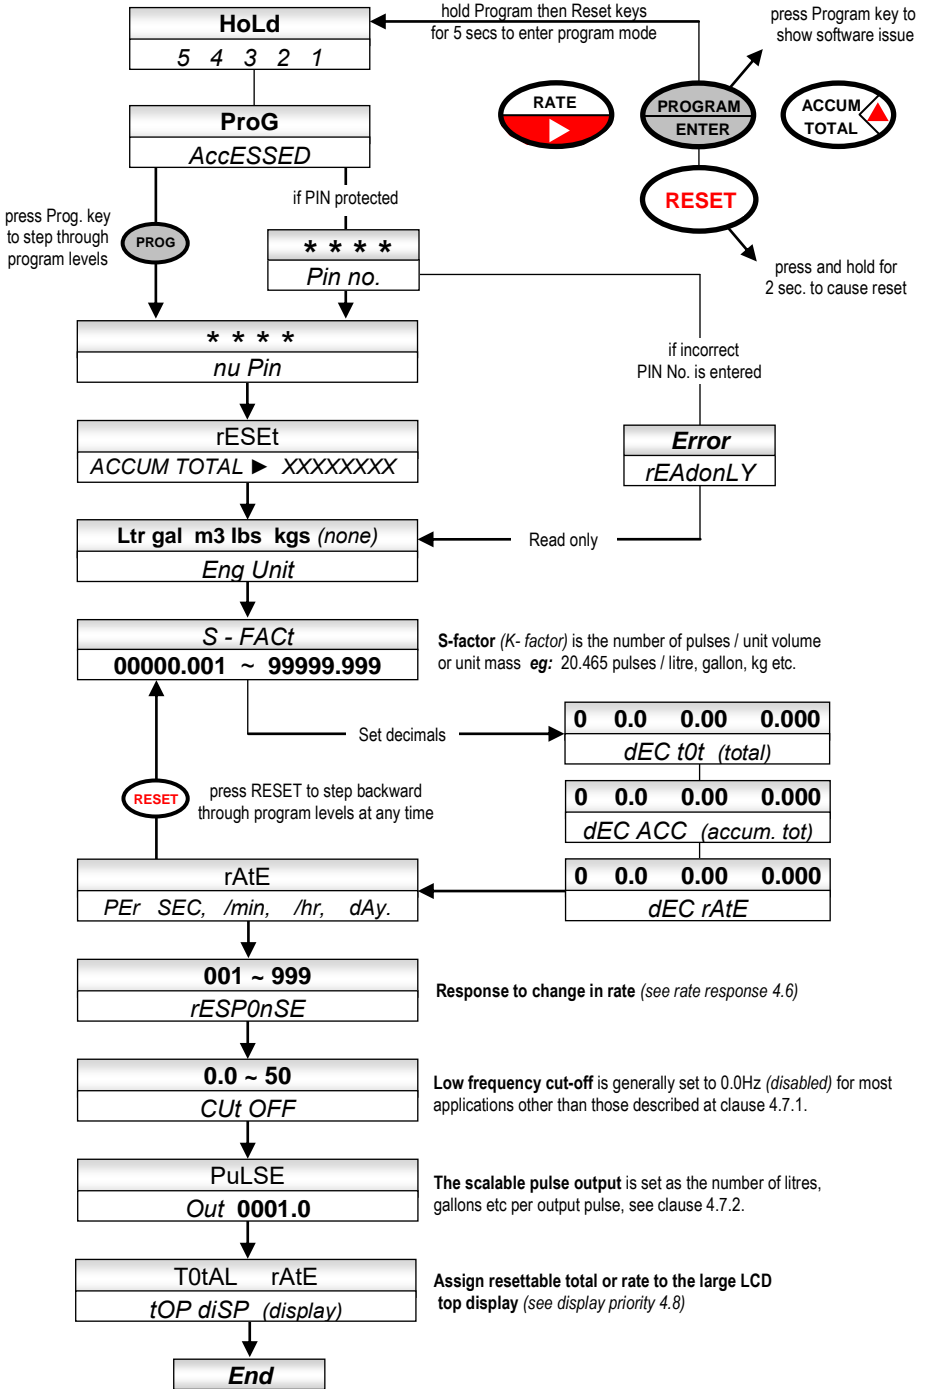 HoLd
5 4 3 2 1
hold Program then Reset keys
for 5 secs to enter program mode
press Program key to
show software issue
RATE
PROGRAM
ENTER
ACCUM
TOTAL
RESET
press and hold for
2 sec. to cause reset
ProG
AccESSED
if PIN protected
press Prog. key
to step through
program levels
PROG
* * * *
Pin no.
* * * *
nu Pin
if incorrect
PIN No. is entered
rESEt
ACCUM TOTAL ► XXXXXXXX
Error
rEAdonLY
Ltr gal m3 lbs kgs (none)
Eng Unit
Read only
S - FACt
00000.001 ~ 99999.999
S-factor (K- factor) is the number of pulses / unit volume
or unit mass eg: 20.465 pulses / litre, gallon, kg etc.
Set decimals
0 0.0 0.00 0.000
dEC t0t (total)
0 0.0 0.00 0.000
dEC ACC (accum. tot)
0 0.0 0.00 0.000
dEC rAtE
RESET
press RESET to step backward
through program levels at any time
rAtE
PEr SEC, /min, /hr, dAy.
001 ~ 999
rESP0nSE
Response to change in rate (see rate response 4.6)
0.0 ~ 50
CUt OFF
Low frequency cut-off is generally set to 0.0Hz (disabled) for most
applications other than those described at clause 4.7.1.
PuLSE
Out 0001.0
The scalable pulse output is set as the number of litres,
gallons etc per output pulse, see clause 4.7.2.
T0tAL rAtE
tOP diSP (display)
Assign resettable total or rate to the large LCD
top display (see display priority 4.8)
End